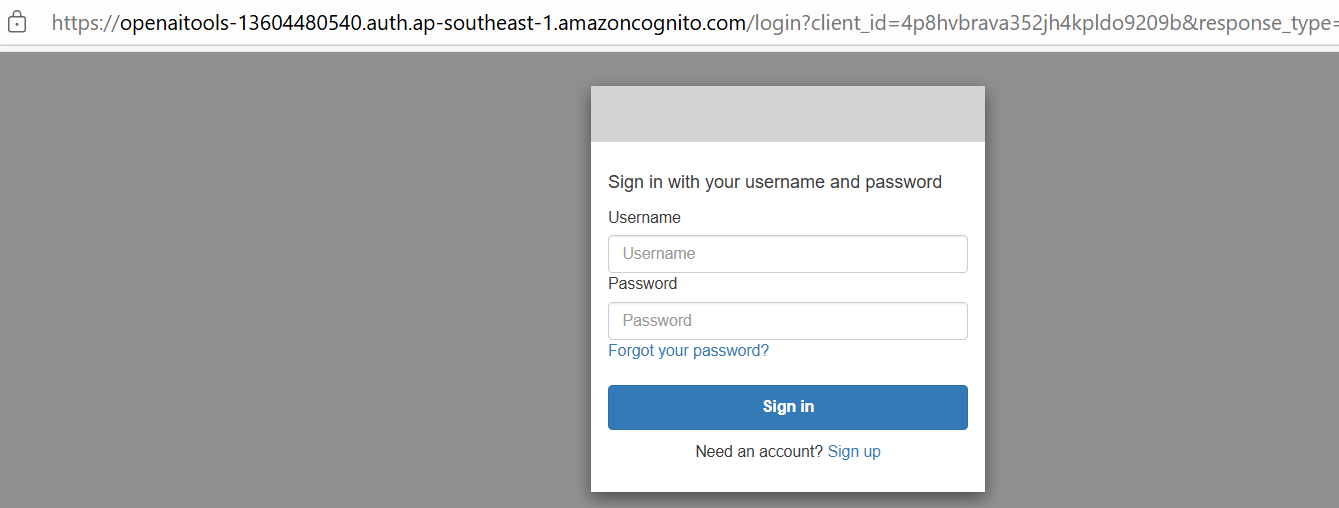 https://openaitools-13604480540.auth.ap-southeast-1.amazoncognito.com/login?client_id=4p8hvbrava352jh4kpldo9209b&response_type=
Sign in with your username and password
Username
Username
Password
Password
Forgot your password?
Sign in
Need an account? Sign up